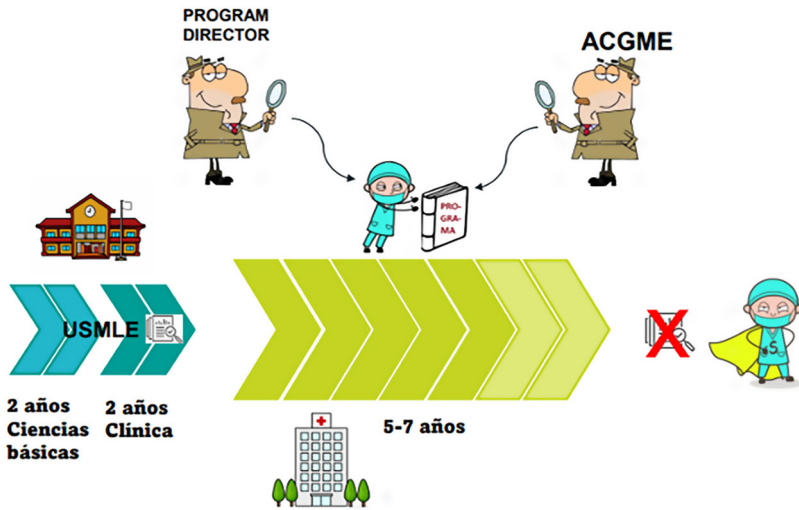 PROGRAM
DIRECTOR
ACGME
PRO-
GRA-
MA
USMLE
2 años
Ciencias
básicas
2 años
Clínica
5-7 años
S